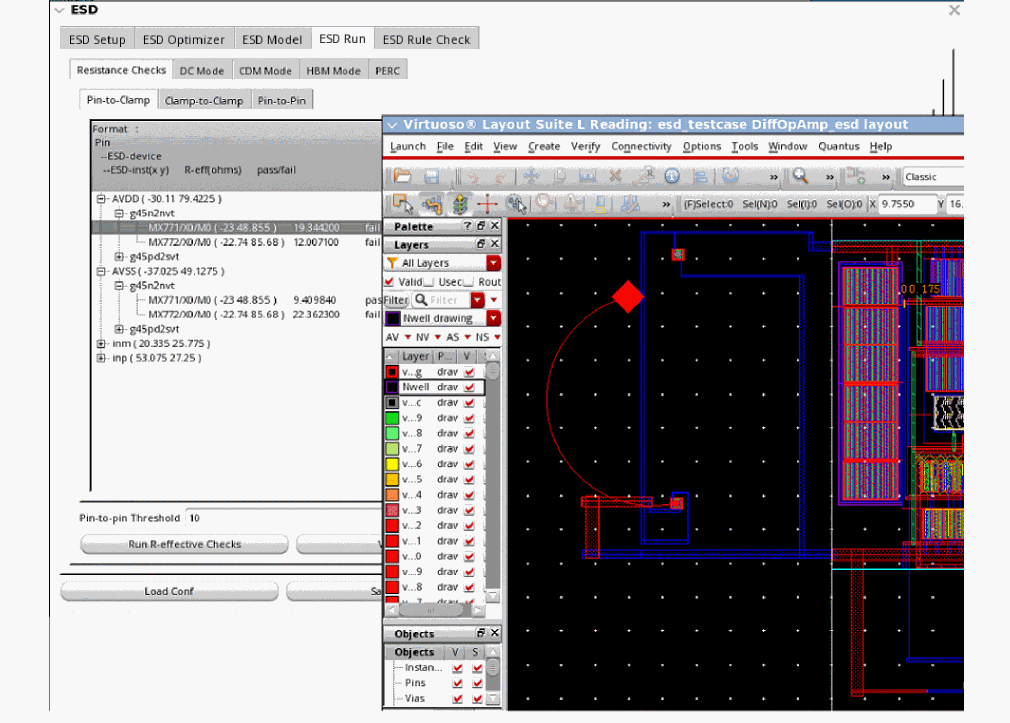 ESD
ESD Setup ESD Optimizer ESD Model ESD Run ESD Rule Check
Resistance Checks DC Mode CDM Mode HBM Mode PERC
Pin-to-Clamp Clamp-to-Clamp Pin-to-Pin
Format :
Pin
--ESD-device
--ESD-inst(x y) R-eff(ohms) pass/fail
AVDD ( -30.11 79.4225 )
g45n2nvt
MX771/X0/M0 ( -23 48.855 ) 19.344200 fail
MX772/X0/M0 ( -22.74 85.68 ) 12.007100 fail
g45pd2svt
AVSS ( -37.025 49.1275 )
g45n2nvt
MX771/X0/M0 ( -23 48.855 ) 9.409840 pas
MX772/X0/M0 ( -22.74 85.68 ) 22.362300 fail
g45pd2svt
inm ( 20.335 25.775 )
inp ( 53.075 27.25 )
Pin-to-pin Threshold 10
Run R-effective Checks
Load Conf Sa
Virtuoso® Layout Suite L Reading: esd_testcase DiffOpAmp_esd layout
Launch File Edit View Create Verify Connectivity Options Tools Window Quantus Help
» » » Classic
» (F)Select:0 Sel(N):0 Sel(I):0 Sel(O):0 X 9.7550 Y 16.
Palette
Layers
All Layers
Valid Usec Rout
Filter Filter
Nwell drawing
AV NV AS NS
Layer P... V
v...g drav
Nwell drav
v...c drav
v...9 drav
v...8 drav
v...7 drav
v...6 drav
v...5 drav
v...4 drav
v...3 drav
v...2 drav
v...1 drav
v...0 drav
v...9 drav
v...8 drav
v...7 drav
Objects
Objects V S
Instan...
Pins
Vias
00.175